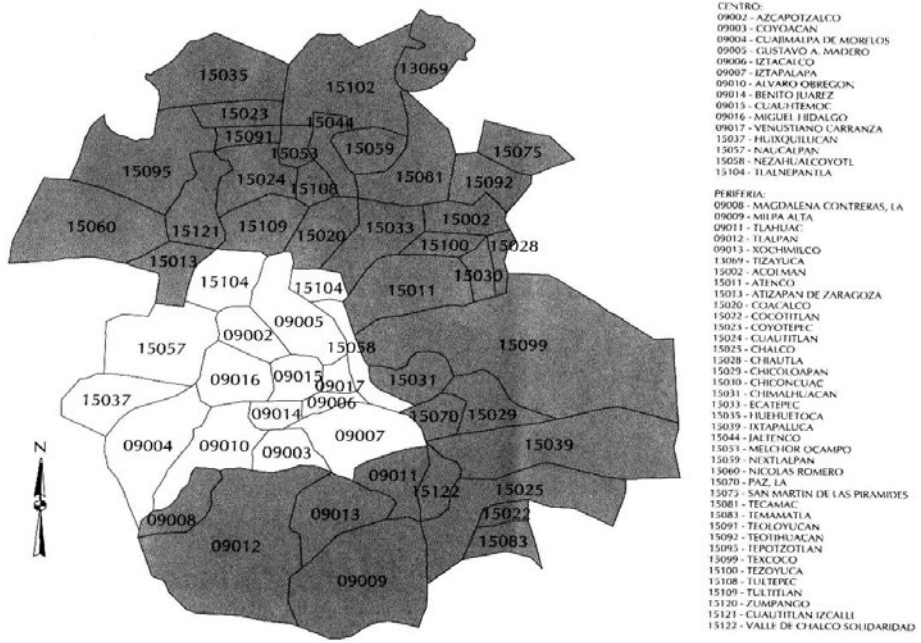 15035
13069
15102
15023
15044
15091
15053
15059
15075
15095
15024
15108
15081
15092
15060
15121
15109
15020
15033
15002
15100
15028
15013
15104
15104
15030
15011
09005
09002
15057
15058
15099
09016
09015
09017
15031
15037
09006
09014
15070
15029
09004
09010
09003
09007
15039
09011
15122
15025
09008
09013
15022
09012
15083
09009
N
CENTRO:
09002 - AZCAPOTZALCO
09003 - COYOACAN
09004 - CUAJIMALPA DE MORELOS
09005 - GUSTAVO A. MADERO
09006 - IZTACALCO
09007 - IZTAPALAPA
09010 - ALVARO OBREGON
09014 - BENITO JUAREZ
09015 - CUAUHTEMOC
09016 - MIGUEL HIDALGO
09017 - VENUSTIANO CARRANZA
15037 - HUIXQUILUCAN
15057 - NAUCALPAN
15058 - NEZAHUALCOYOTL
15104 - TLALNEPANTLA
PERIFERIA:
09008 - MAGDALENA CONTRERAS, LA
09009 - MILPA ALTA
09011 - TLAHUAC
09012 - TLALPAN
09013 - XOCHIMILCO
13069 - TIZAYUCA
15002 - ACOLMAN
15011 - ATENCO
15013 - ATIZAPAN DE ZARAGOZA
15020 - COACALCO
15022 - COCOTITLAN
15023 - COYOTEPEC
15024 - CUAUTITLAN
15025 - CHALCO
15028 - CHIAUTLA
15029 - CHICOLOAPAN
15030 - CHICONCUAC
15031 - CHIMALHUACAN
15033 - ECATEPEC
15035 - HUEHUETOCA
15039 - IXTAPALUCA
15044 - JALTENCO
15053 - MELCHOR OCAMPO
15059 - NEXTLALPAN
15060 - NICOLAS ROMERO
15070 - PAZ, LA
15075 - SAN MARTIN DE LAS PIRAMIDES
15081 - TECAMAC
15083 - TEMAMATLA
15091 - TEOLOYUCAN
15092 - TEOTIHUACAN
15095 - TEPOTZOTLAN
15099 - TEXCOCO
15100 - TEZOYUCA
15108 - TULTEPEC
15109 - TULTITLAN
15120 - ZUMPANGO
15121 - CUAUTITLAN IZCALLI
15122 - VALLE DE CHALCO SOLIDARIDAD